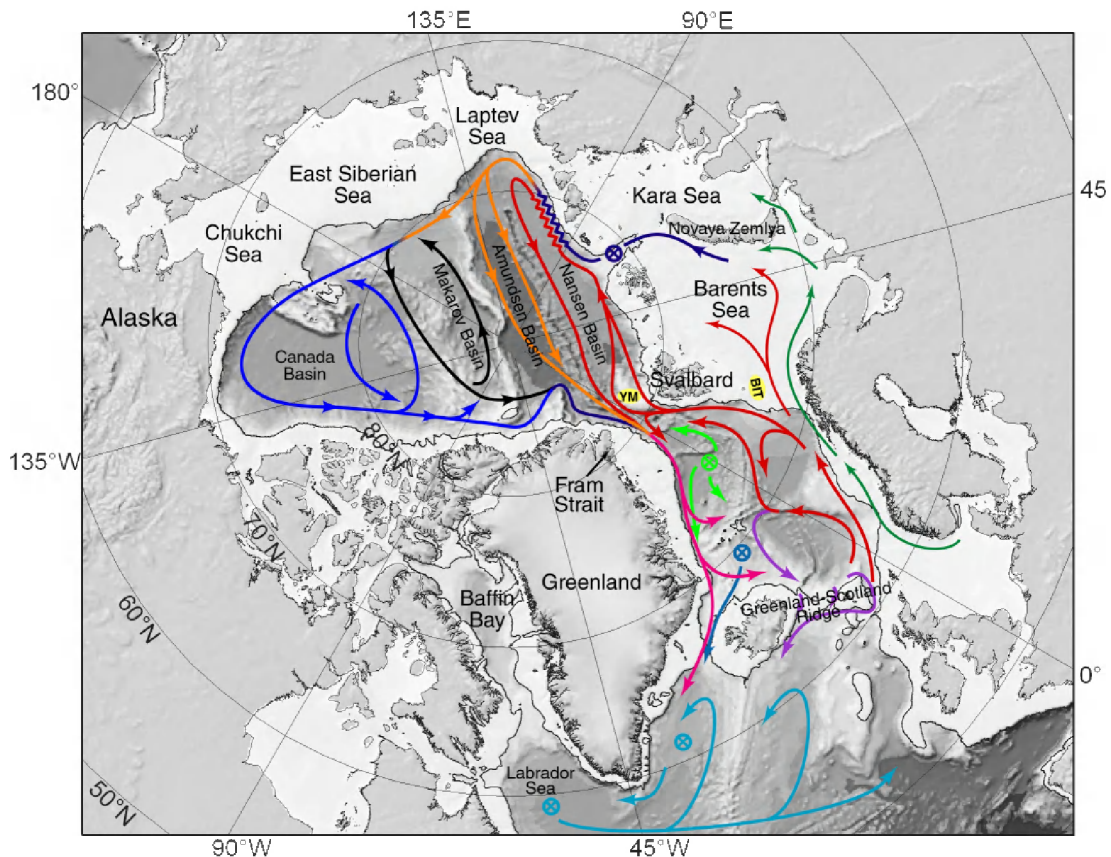 135°E
90°E
180°
Laptev
Sea
East Siberian
Sea
Kara Sea
45
Chukchi
Sea
Novaya Zemlya
Alaska
Makarov Basin
Amundsen Basin
Nansen Basin
Barents
Sea
Canada
Basin
Svalbard
YM
BIT
80°N
135°W
Fram
Strait
70°N
Greenland
Baffin
Bay
Greenland-Scotland
Ridge
60°N
0°
Labrador
Sea
50°N
90°W
45°W